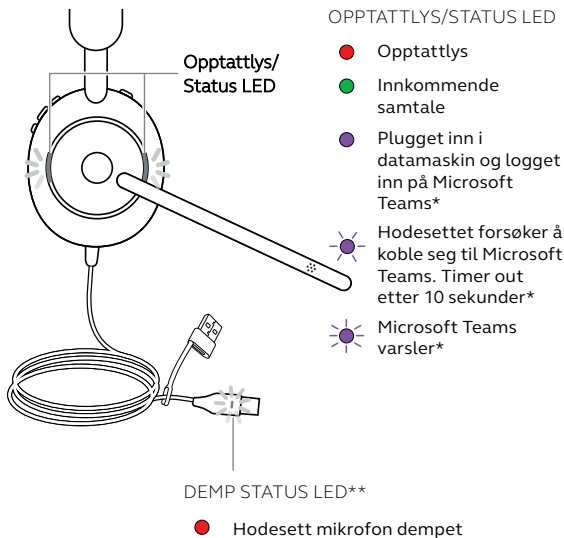 OPPTATTLYS/STATUS LED
Opptattlys/
Status LED
Opptattlys
Innkommende
samtale
Plugget inn i
datamaskin og logget
inn på Microsoft
Teams*
Hodesettet forsøker å
koble seg til Microsoft
Teams. Timer out
etter 10 sekunder*
Microsoft Teams
varsler*
DEMP STATUS LED**
Hodesett mikrofon dempet